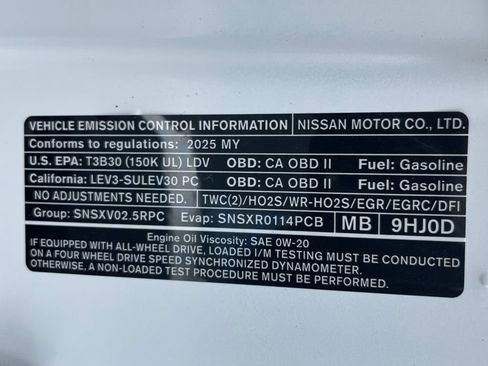 VEHICLE EMISSION CONTROL INFORMATION NISSAN MOTOR CO., LTD.
Conforms to regulations: 2025 MY
U.S. EPA: T3B30 (150K UL) LDV OBD: CA OBD II Fuel: Gasoline
California: LEV3-SULEV30 PC OBD: CA OBD II Fuel: Gasoline
NO ADJUSTMENTS NEEDED. TWC(2)/HO2S/WR-HO2S/EGR/EGRC/DFI
Group: SNSXV02.5RPC Evap: SNSXR0114PCB MB 9HJ0D
Engine Oil Viscosity: SAE 0W-20
IF EQUIPPED WITH ALL-WHEEL DRIVE, LOADED I/M TESTING MUST BE CONDUCTED
ON A FOUR WHEEL DRIVE SPEED SYNCHRONIZED DYNAMOMETER.
OTHERWISE, A NON-LOADED TEST PROCEDURE MUST BE PERFORMED.